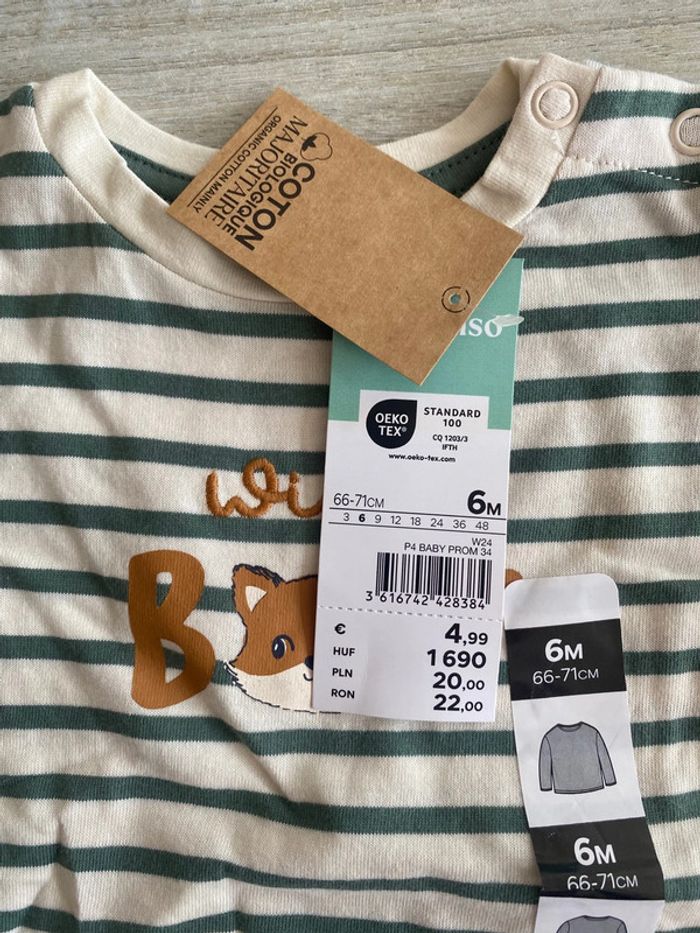 COTON
BIOLOGIQUE
MAJORITAIRE
ORGANIC COTTON MAINLY
OEKO
TEX®
STANDARD
100
CQ 1203/3
IFTH
www.oeko-tex.com
66-71CM 6M
3 6 9 12 18 24 36 48
W24
P4 BABY PROM 34
3 616742 428384
€ 4,99
HUF 1 690
PLN 20,00
RON 22,00
6M
66-71CM
6M
66-71CM
B